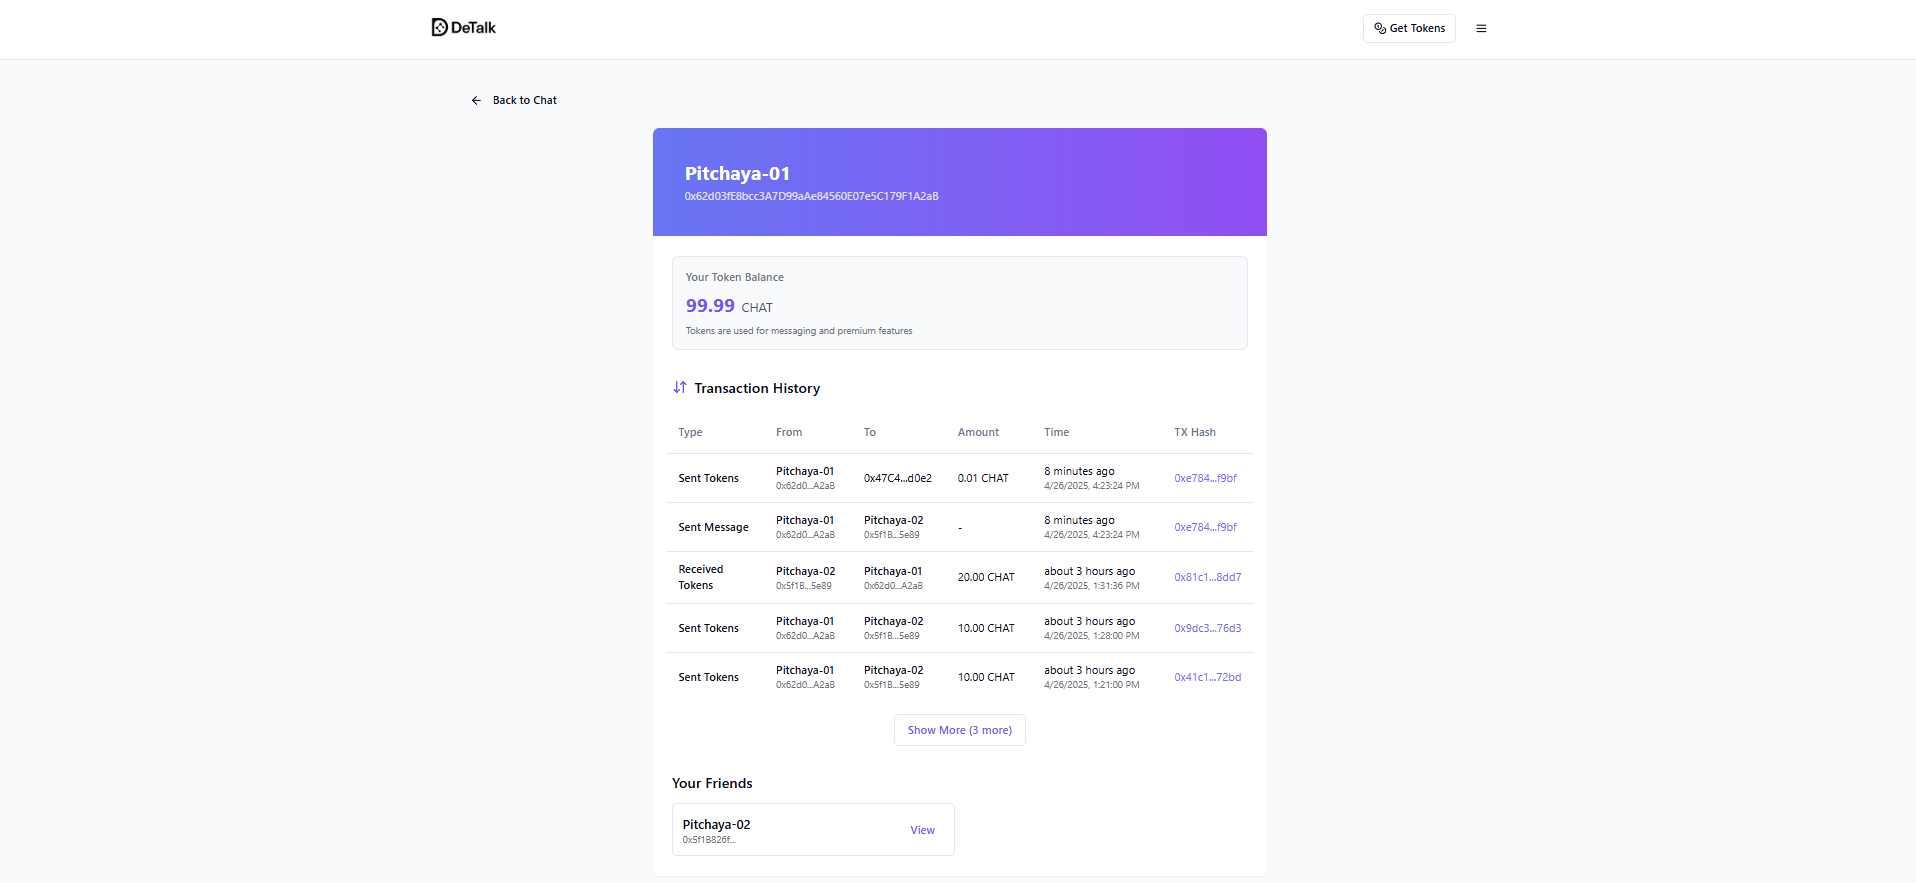 DeTalk
Get Tokens
Back to Chat
Pitchaya-01
0x62d03fE8bcc3A7D99aAe84560E07e5C179F1A2aB
Your Token Balance
99.99 CHAT
Tokens are used for messaging and premium features
Transaction History
Type From To Amount Time TX Hash
Sent Tokens Pitchaya-01 0x62d0...A2aB 0x47C4...d0e2 0.01 CHAT 8 minutes ago 4/26/2025, 4:23:24 PM 0xe784...f9bf
Sent Message Pitchaya-01 0x62d0...A2aB Pitchaya-02 0x5f1B...5e89 - 8 minutes ago 4/26/2025, 4:23:24 PM 0xe784...f9bf
Received Tokens Pitchaya-02 0x5f1B...5e89 Pitchaya-01 0x62d0...A2aB 20.00 CHAT about 3 hours ago 4/26/2025, 1:31:36 PM 0x81c1...8dd7
Sent Tokens Pitchaya-01 0x62d0...A2aB Pitchaya-02 0x5f1B...5e89 10.00 CHAT about 3 hours ago 4/26/2025, 1:28:00 PM 0x9dc3...76d3
Sent Tokens Pitchaya-01 0x62d0...A2aB Pitchaya-02 0x5f1B...5e89 10.00 CHAT about 3 hours ago 4/26/2025, 1:21:00 PM 0x41c1...72bd
Show More (3 more)
Your Friends
Pitchaya-02
0x5f1B826f...
View